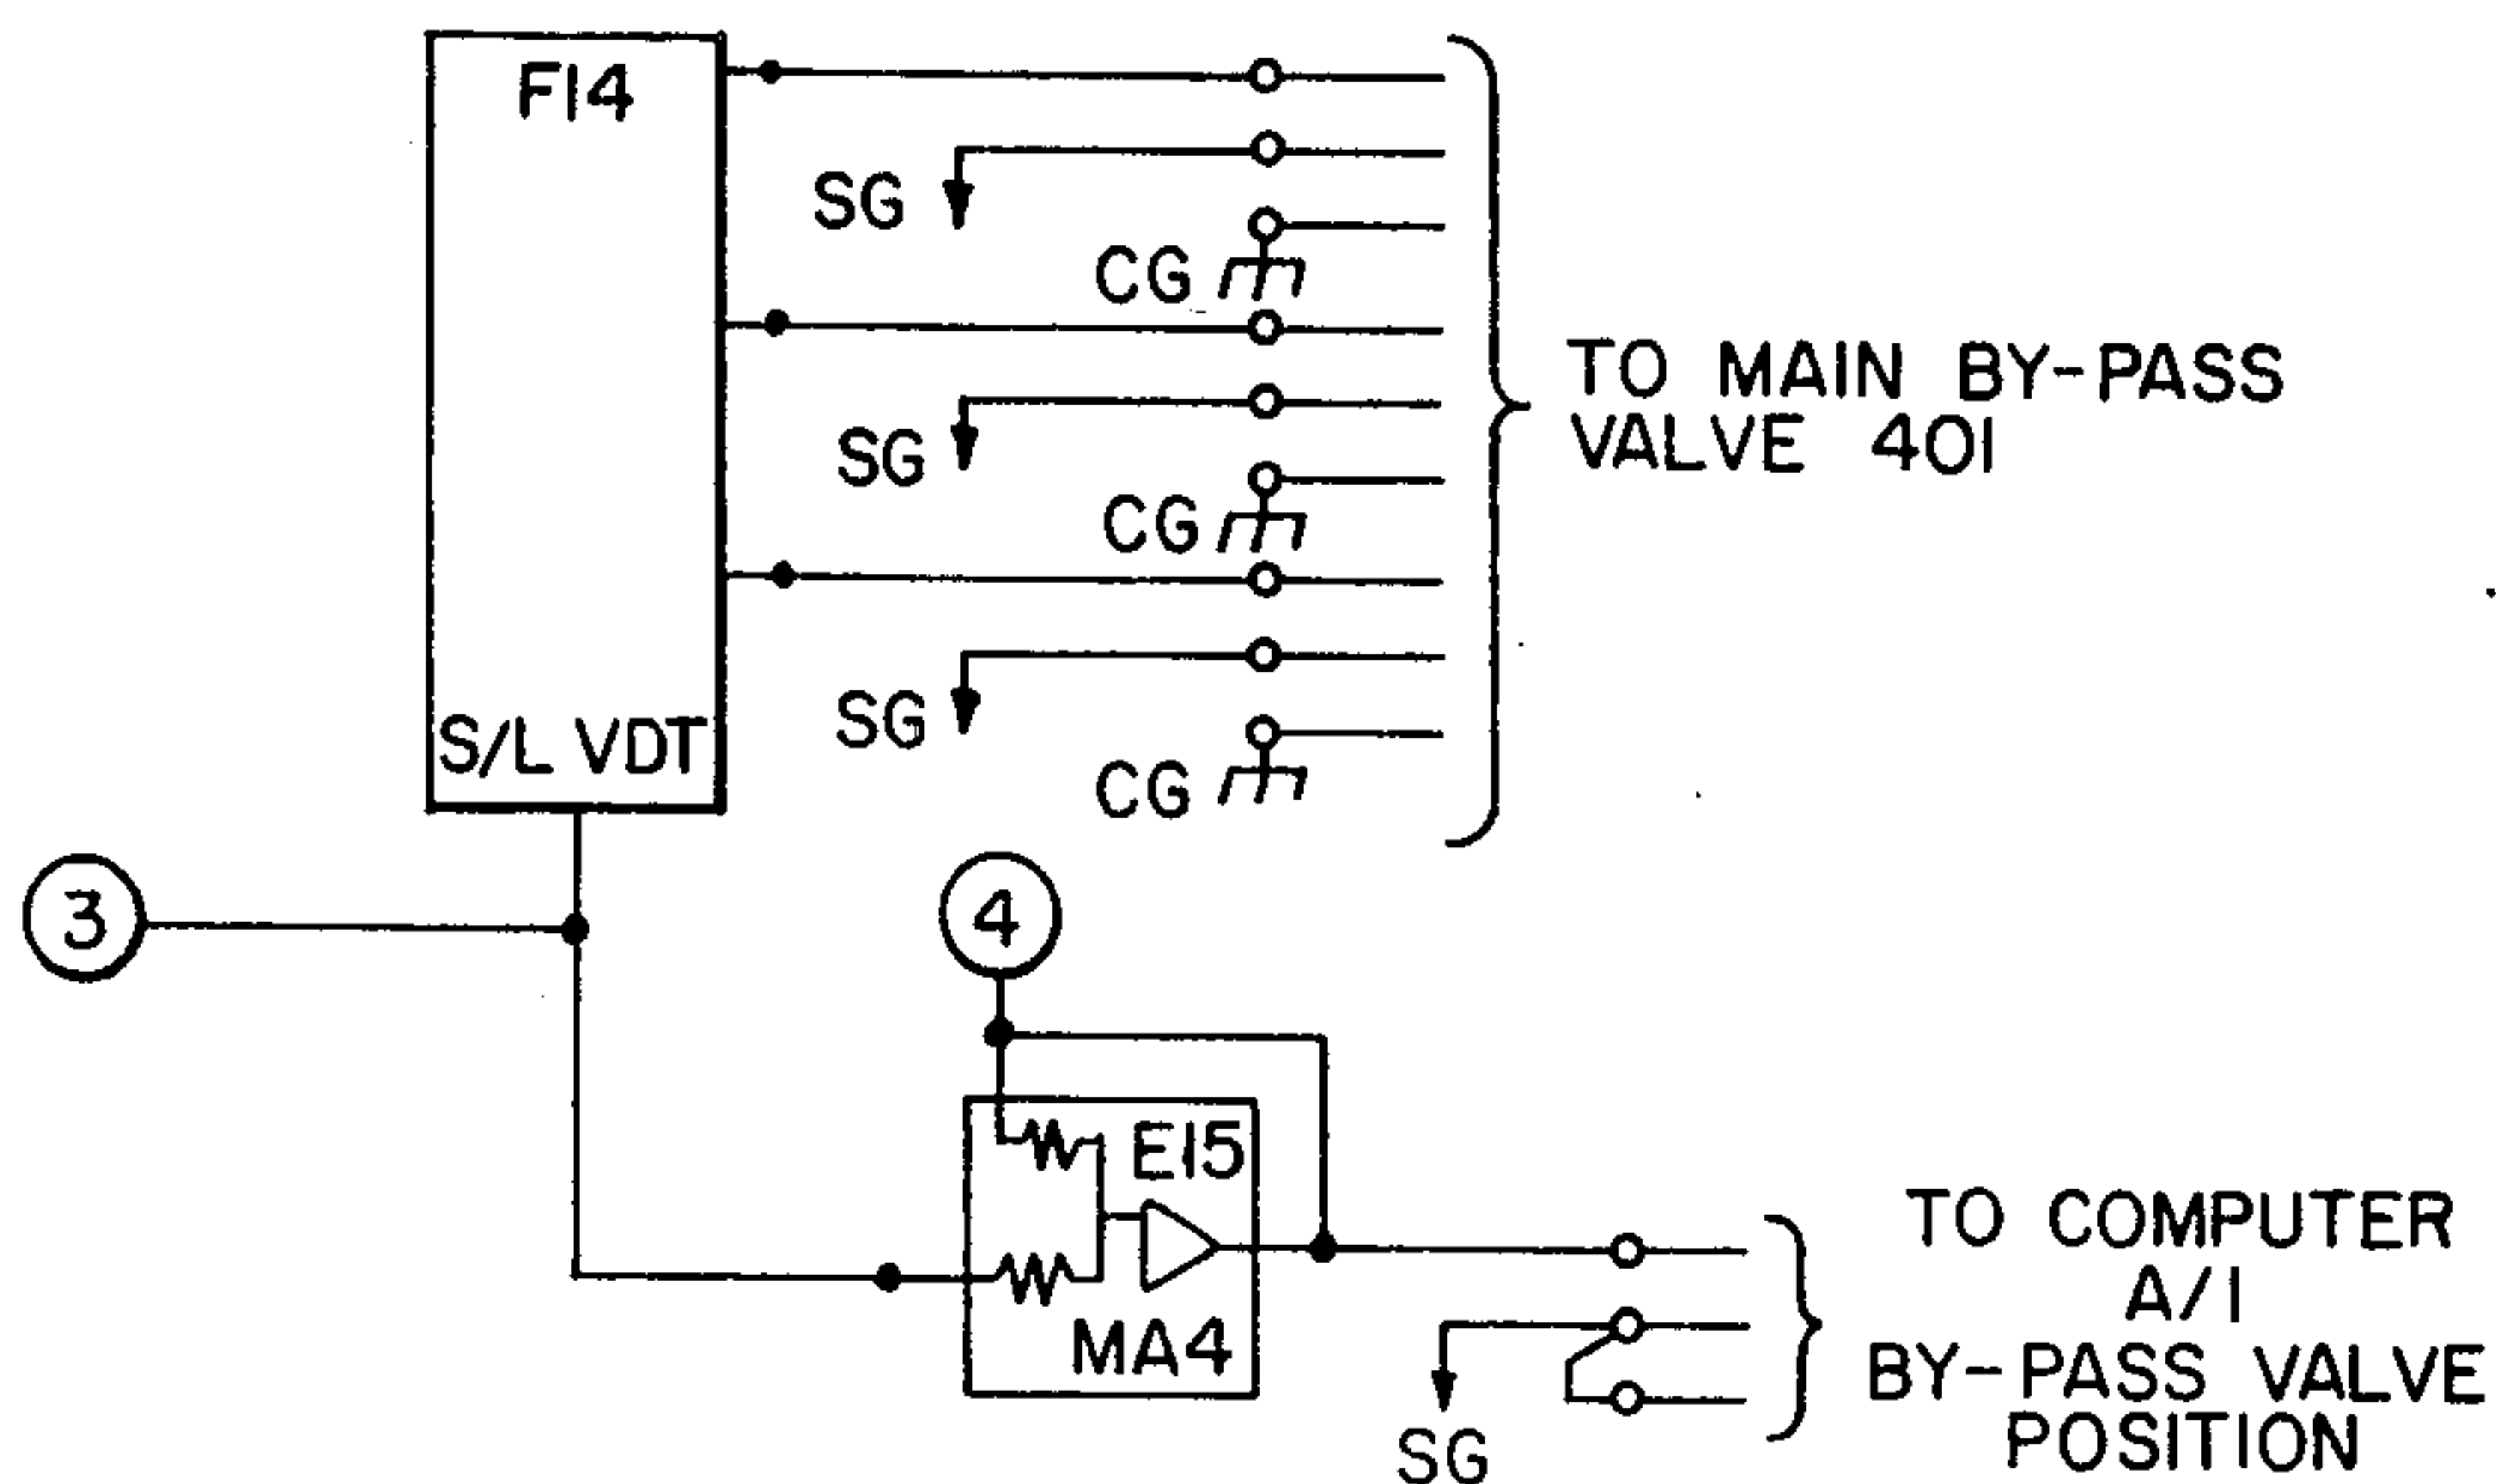 F14
SG
CG
TO MAIN BY-PASS
VALVE 401
SG
CG
SG
S/L VDT
CG
3
4
E15
MA4
TO COMPUTER
A/I
BY-PASS VALVE
POSITION
SG